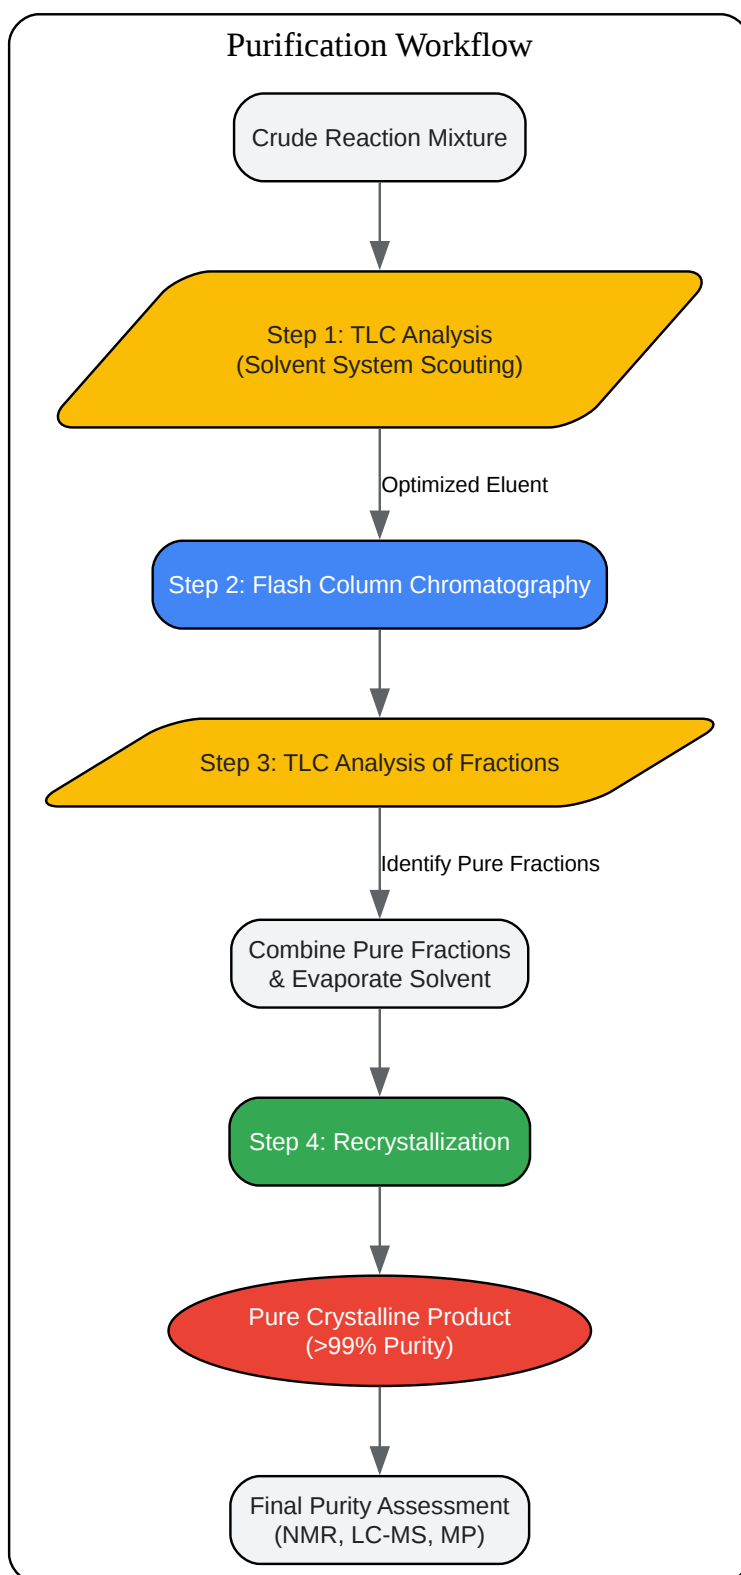 Purification Workflow
Crude Reaction Mixture
Step 1: TLC Analysis
(Solvent System Scouting)
Optimized Eluent
Step 2: Flash Column Chromatography
Step 3: TLC Analysis of Fractions
Identify Pure Fractions
Combine Pure Fractions
& Evaporate Solvent
Step 4: Recrystallization
Pure Crystalline Product
(>99% Purity)
Final Purity Assessment
(NMR, LC-MS, MP)